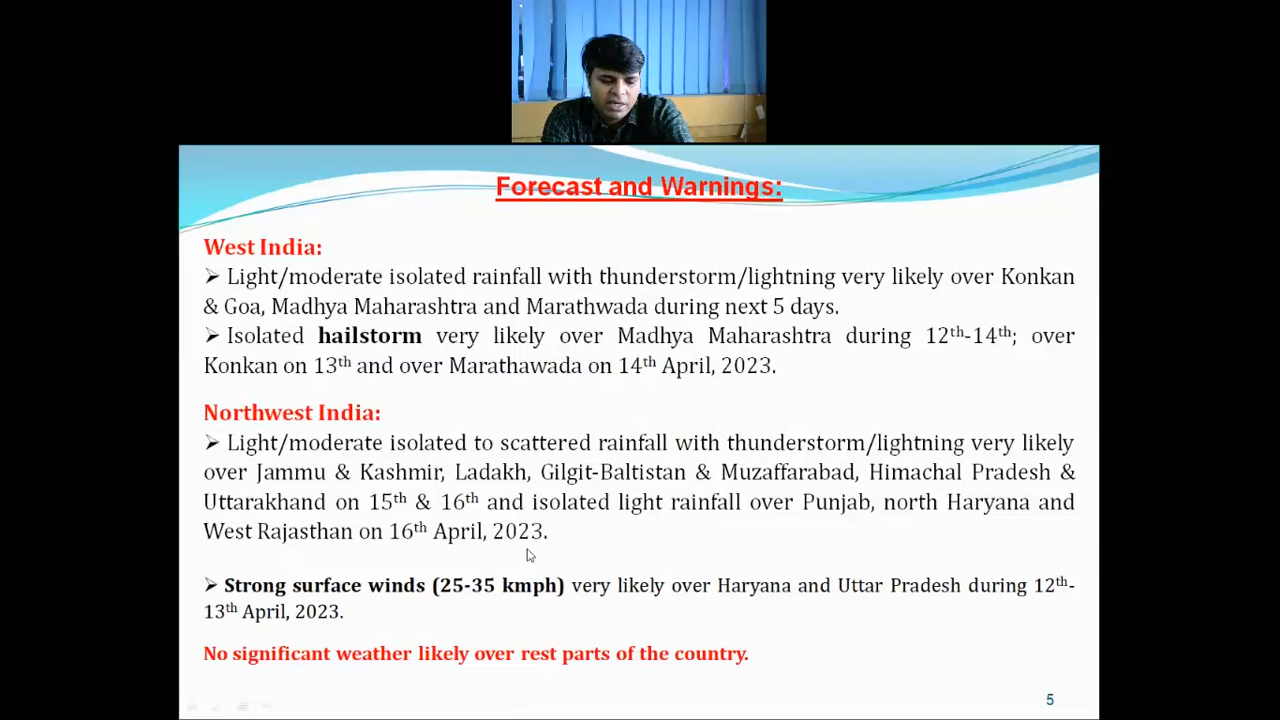 Forecast and Warnings:
West India:
➢ Light/moderate isolated rainfall with thunderstorm/lightning very likely over Konkan
& Goa, Madhya Maharashtra and Marathwada during next 5 days.
➢ Isolated hailstorm very likely over Madhya Maharashtra during 12th-14th; over
Konkan on 13th and over Marathawada on 14th April, 2023.
Northwest India:
➢ Light/moderate isolated to scattered rainfall with thunderstorm/lightning very likely
over Jammu & Kashmir, Ladakh, Gilgit-Baltistan & Muzaffarabad, Himachal Pradesh &
Uttarakhand on 15th & 16th and isolated light rainfall over Punjab, north Haryana and
West Rajasthan on 16th April, 2023.
➢ Strong surface winds (25-35 kmph) very likely over Haryana and Uttar Pradesh during 12th-
13th April, 2023.
No significant weather likely over rest parts of the country.
5